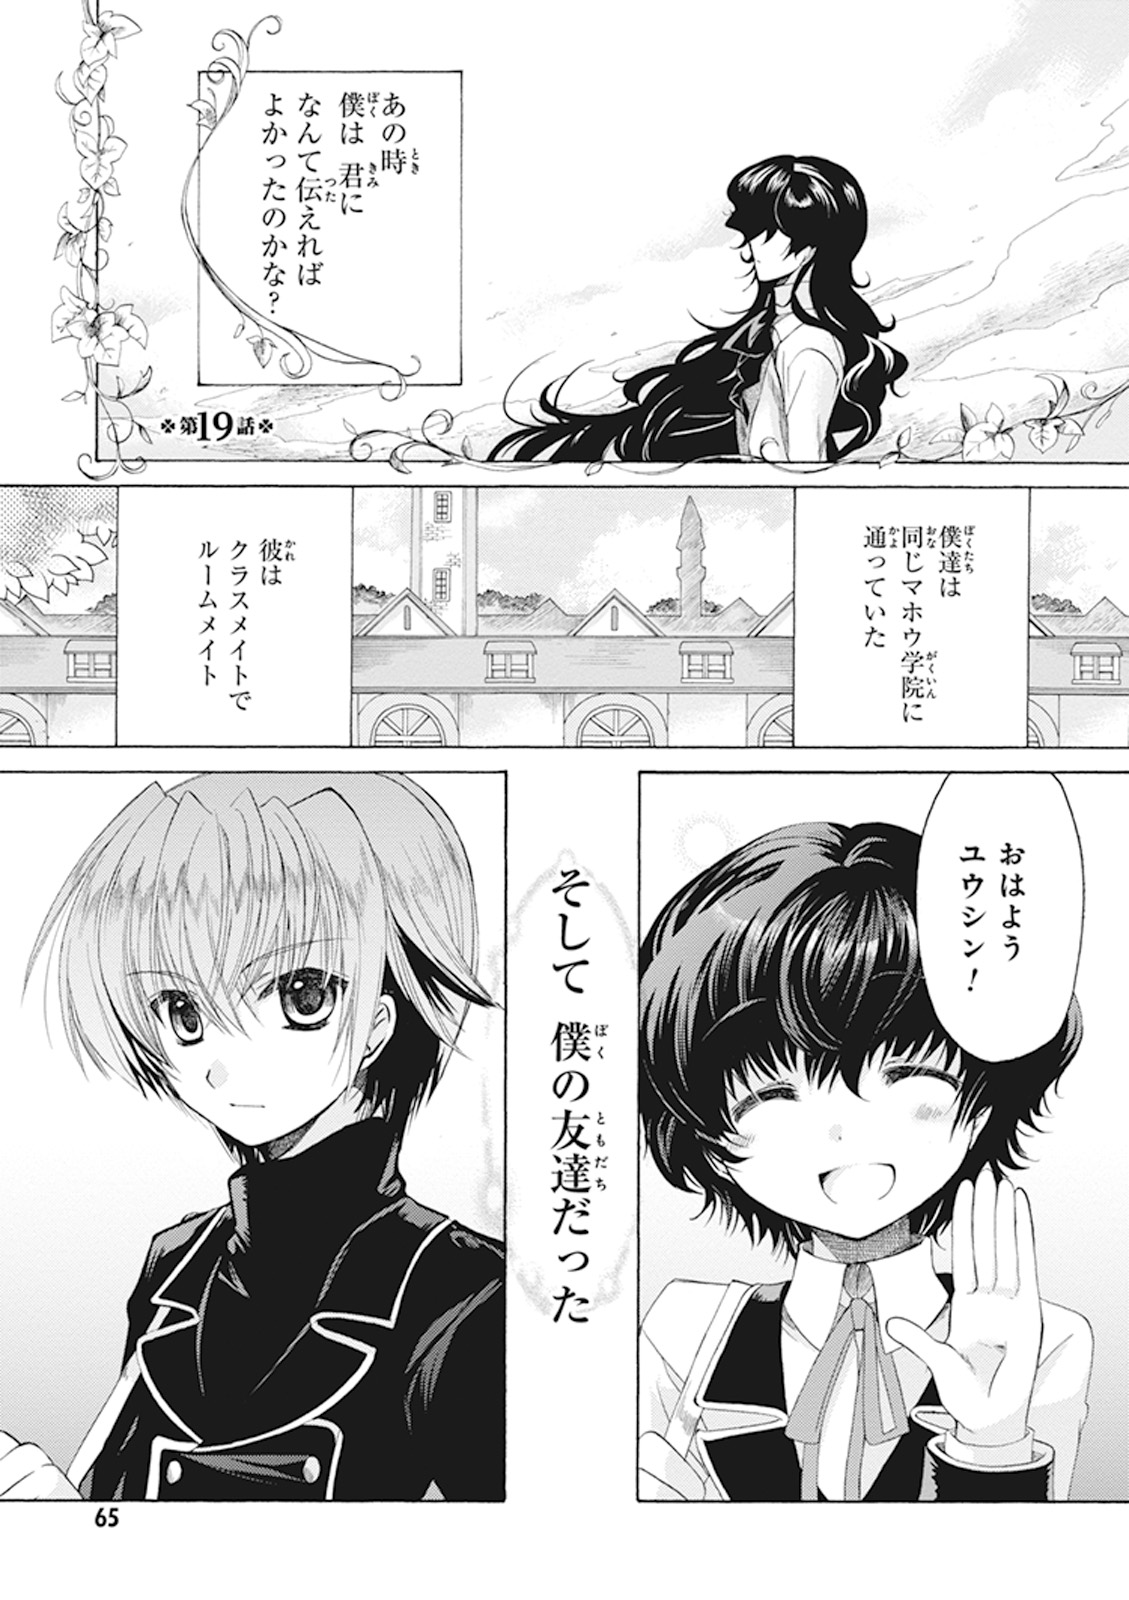 あの時
僕は 君に
なんて伝えれば
よかったのかな?
第19話
僕達は
同じマホウ学院に
通っていた
彼は
クラスメイトで
ルームメイト
おはよう
ユウシン!
そして 僕の友達だった
65